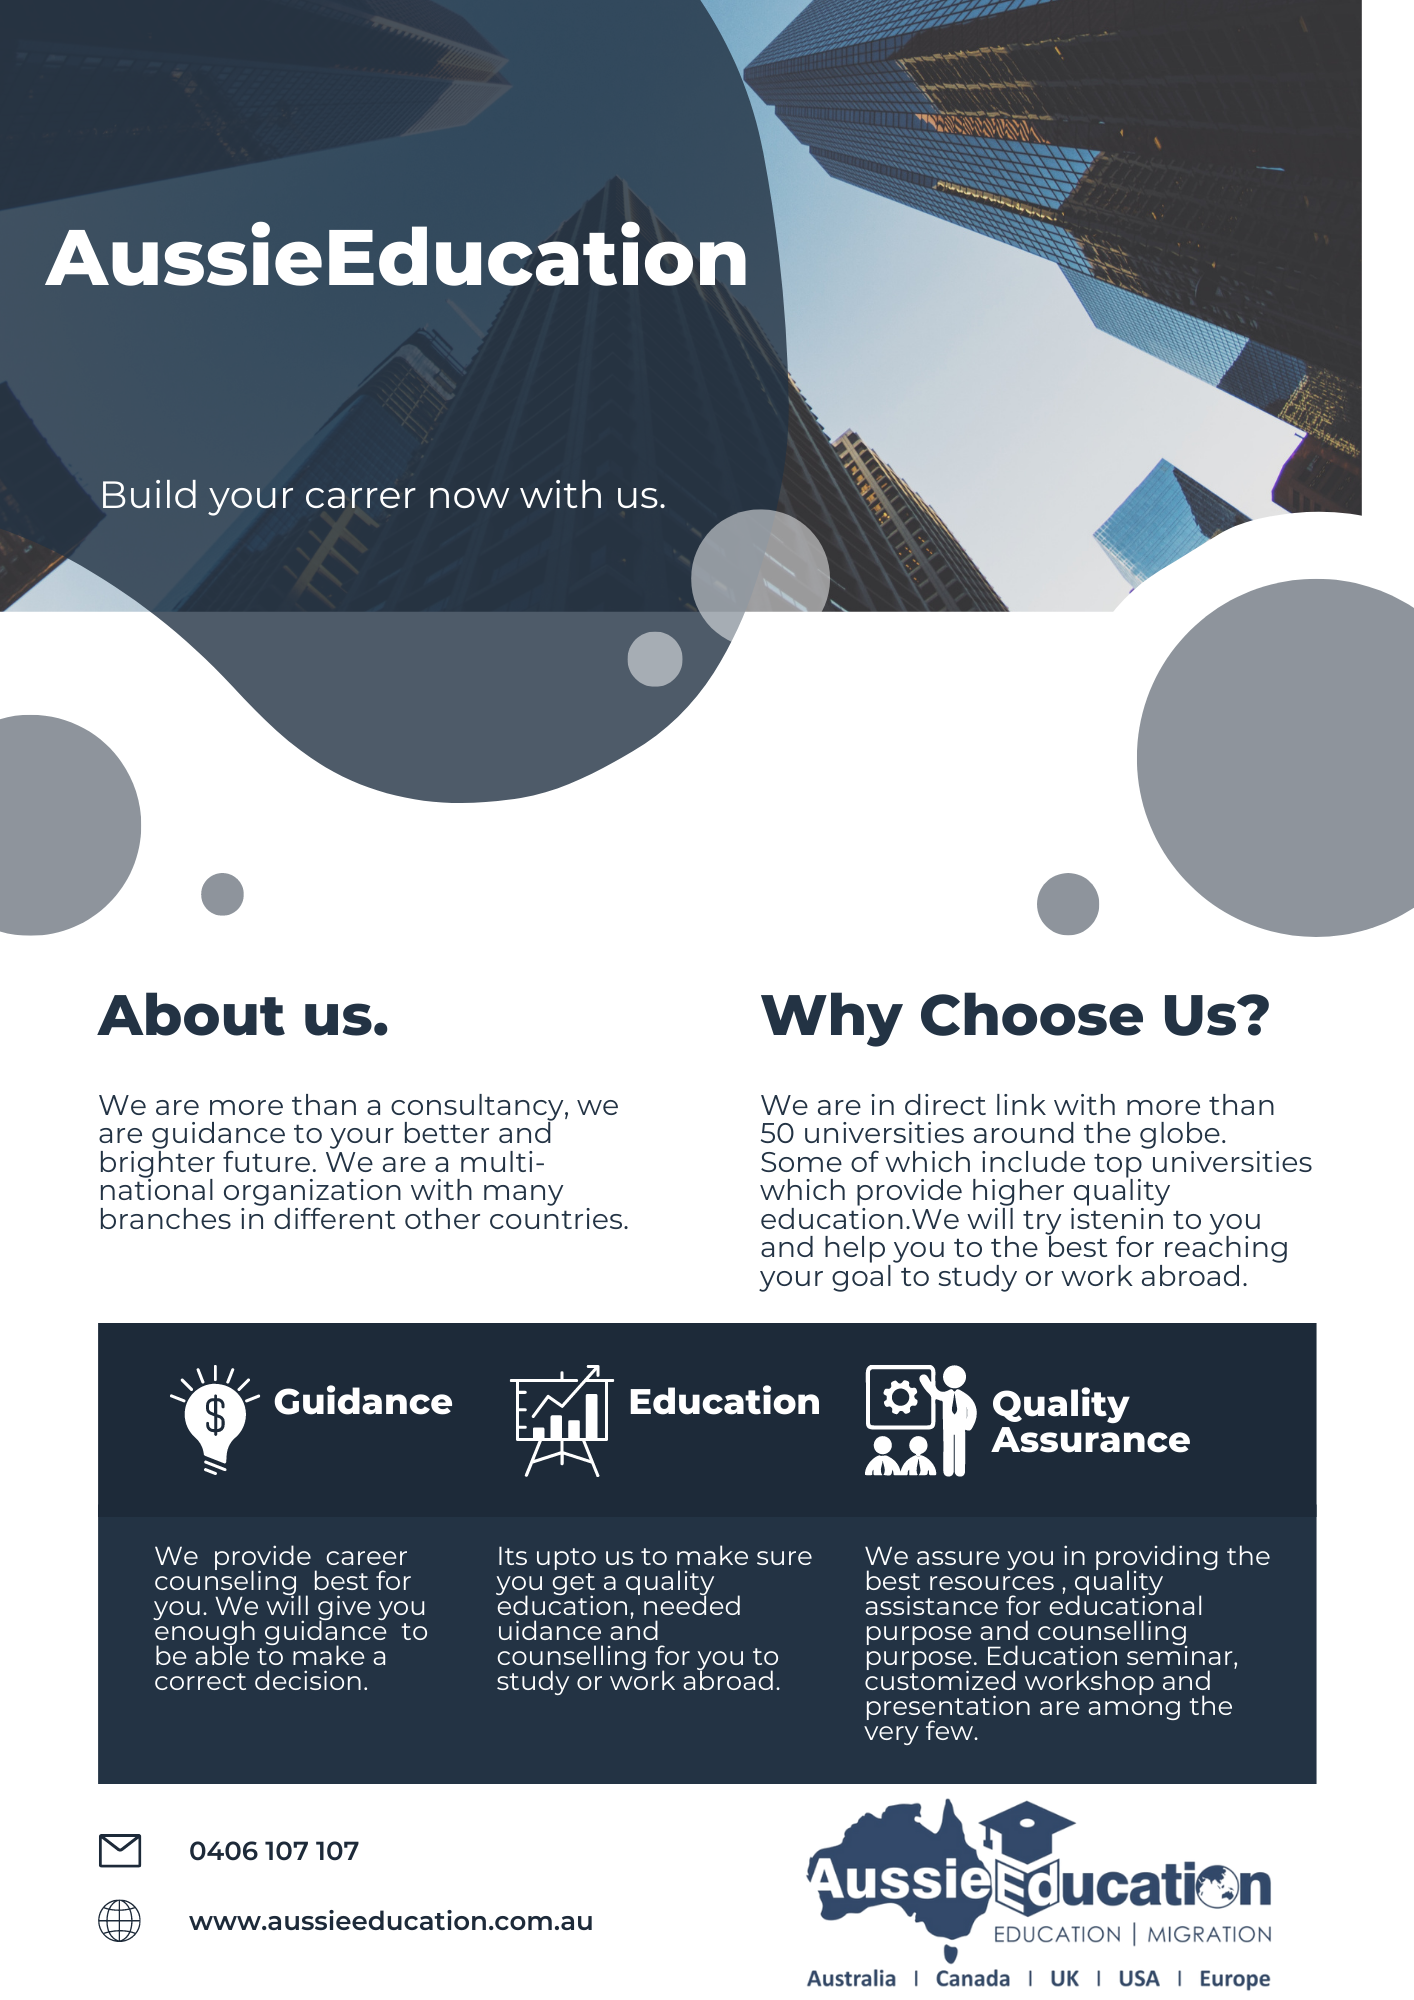 AussieEducation
Build your carrer now with us.
About us.
We are more than a consultancy, we
are guidance to your better and
brighter future. We are a multi-
national organization with many
branches in different other countries.
Why Choose Us?
We are in direct link with more than
50 universities around the globe.
Some of which include top universities
which provide higher quality
education.We will try istenin to you
and help you to the best for reaching
your goal to study or work abroad.
Guidance
We  provide  career
counseling  best for
you. We will give you
enough guidance  to
be able to make a
correct decision.
Education
Its upto us to make sure
you get a quality
education, needed
uidance and
counselling for you to
study or work abroad.
Quality
Assurance
We assure you in providing the
best resources , quality
assistance for educational
purpose and counselling
purpose. Education seminar,
customized workshop and
presentation are among the
very few.
0406 107 107
www.aussieeducation.com.au
AussieEducation
EDUCATION | MIGRATION
Australia | Canada | UK | USA | Europe